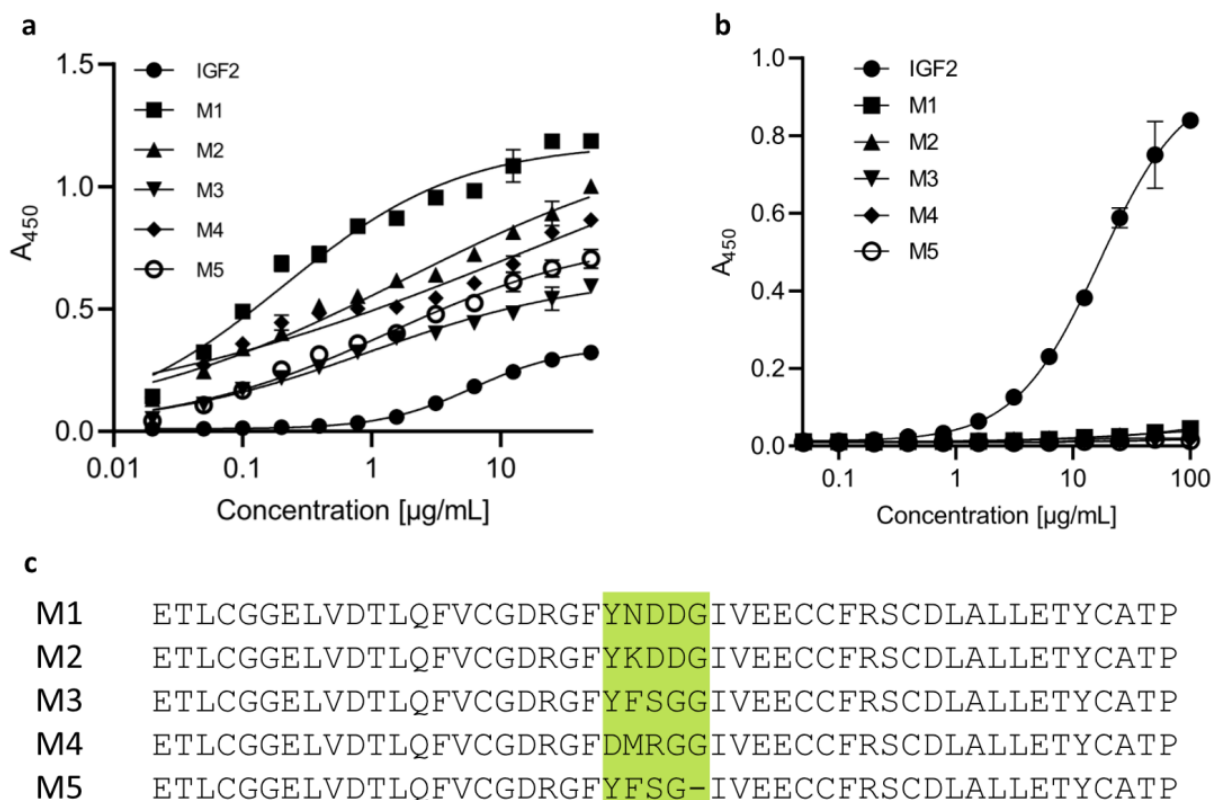 a
1.5
1.0
0.5
0.0
A450
0.01
0.1
1
10
Concentration [µg/mL]
IGF2
M1
M2
M3
M4
M5
b
1.0
0.8
0.6
0.4
0.2
0.0
A450
0.1
1
10
100
Concentration [µg/mL]
IGF2
M1
M2
M3
M4
M5
c
M1 ETLCGGELVDTLQFVCGDRGFYNDDGIVEECCFRSCDLALLETYCATP
M2 ETLCGGELVDTLQFVCGDRGFYKDDGIVEECCFRSCDLALLETYCATP
M3 ETLCGGELVDTLQFVCGDRGFYFSGGIVEECCFRSCDLALLETYCATP
M4 ETLCGGELVDTLQFVCGDRGFDMRGGIVEECCFRSCDLALLETYCATP
M5 ETLCGGELVDTLQFVCGDRGFYFSG-IVEECCFRSCDLALLETYCATP